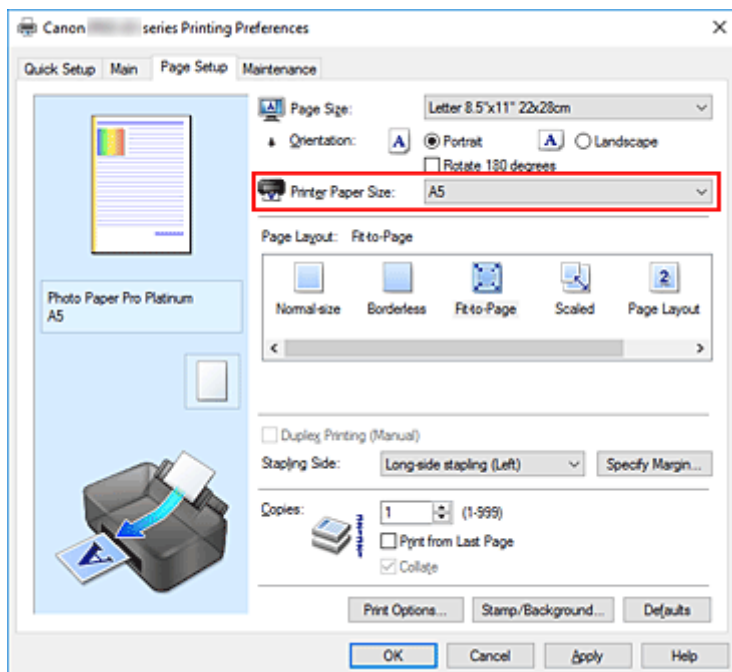 Canon series Printing Preferences
Quick Setup Main Page Setup Maintenance
Page Size: Letter 8.5"x11" 22x28cm
Orientation: A Portrait A Landscape
Rotate 180 degrees
Printer Paper Size: A5
Page Layout: Fit-to-Page
Normal-size Borderless Fit-to-Page Scaled 2 Page Layout
Photo Paper Pro Platinum
A5
Duplex Printing (Manual)
Stapling Side: Long-side stapling (Left) Specify Margin...
Copies: 1 (1-999)
Print from Last Page
Collate
A
Print Options... Stamp/Background... Defaults
OK Cancel Apply Help